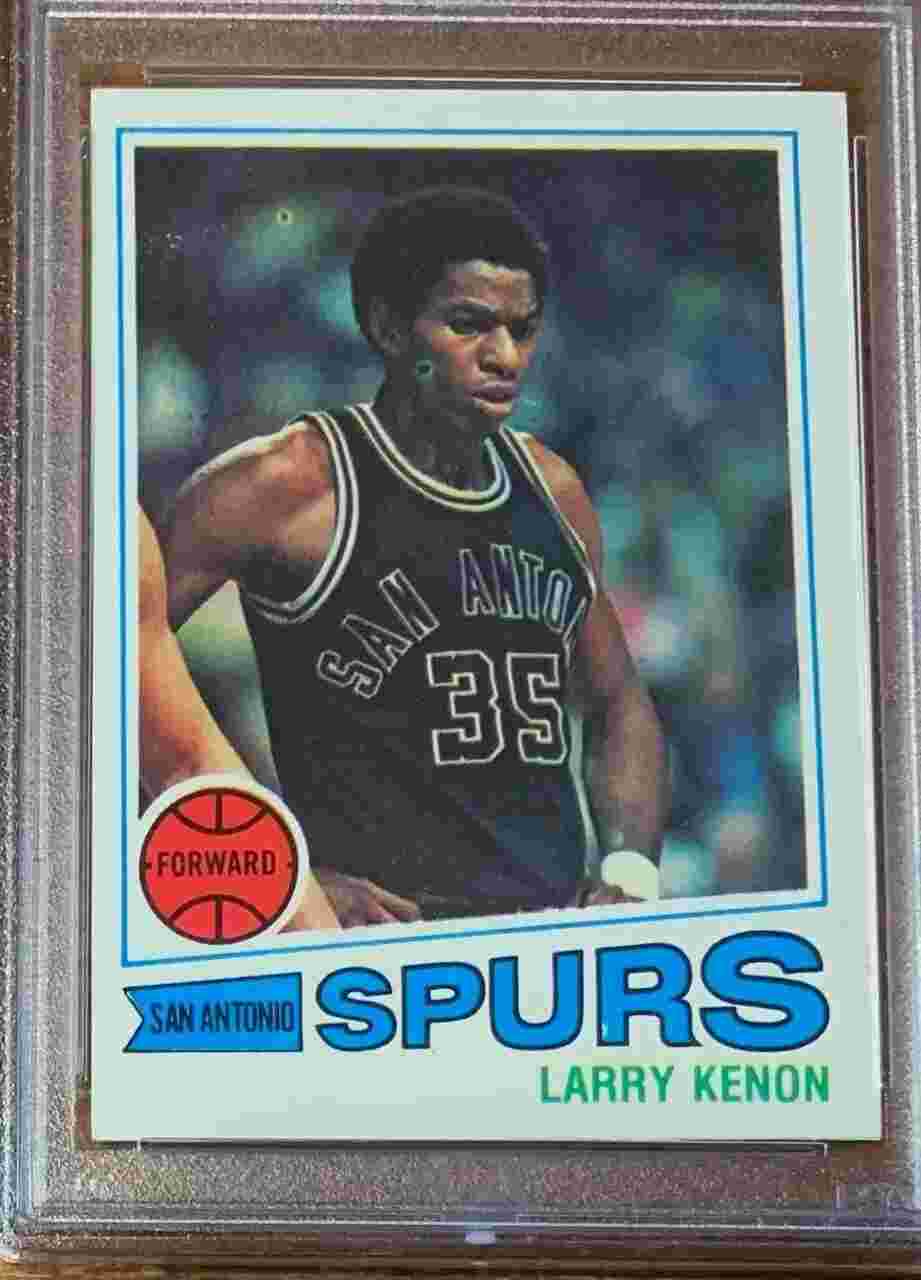 SAN ANTO
35
FORWARD
SAN ANTONIO
SPURS
LARRY KENON